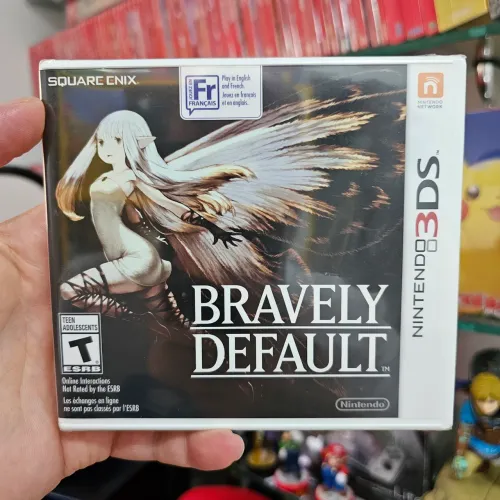 SQUARE ENIX
Fr
FRANÇAIS
Play in English
and French.
Jouez en français
et en anglais.
NINTENDO
NETWORK
NINTENDO 3DS™
BRAVELY
DEFAULT™
TEEN
ADOLESCENTS
T
ESRB
Online Interactions
Not Rated by the ESRB
Les échanges en ligne
ne sont pas classés par l'ESRB
Nintendo